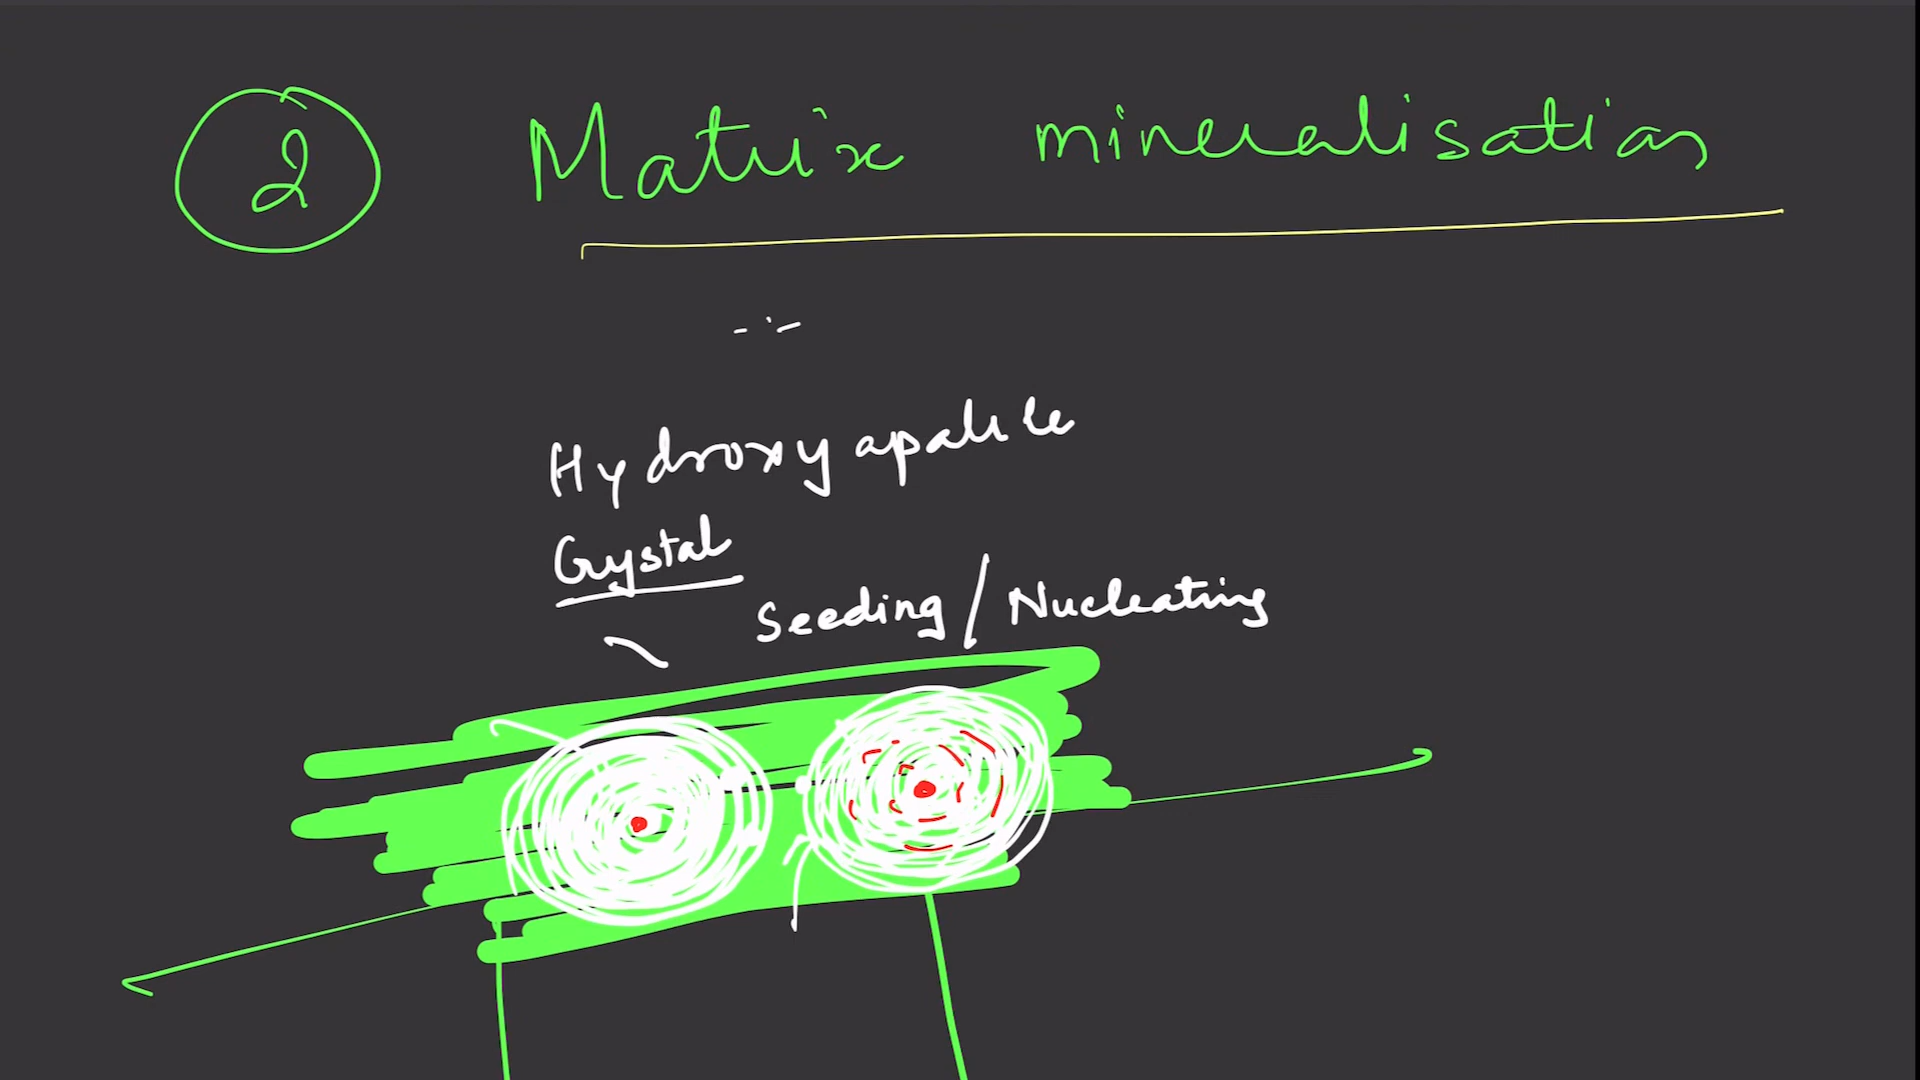 2 Matrix mineralisation
Hydroxyapatite
Crystal
Seeding / Nucleating